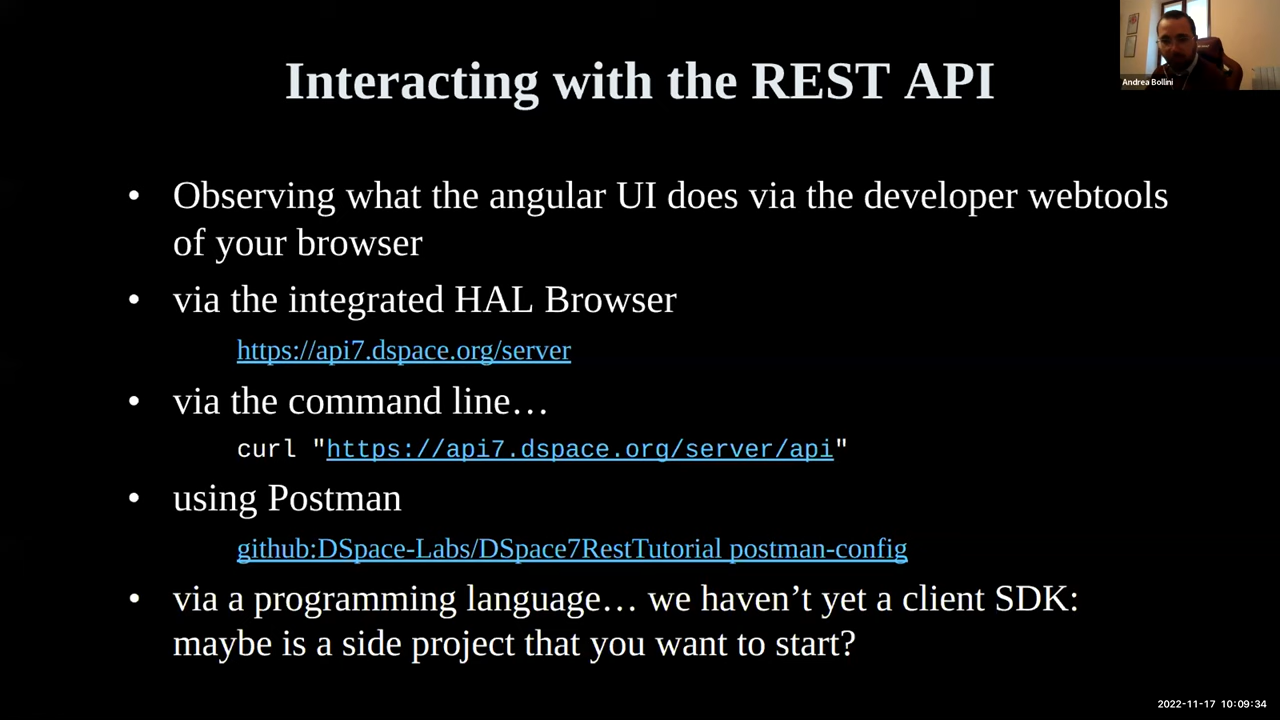 Interacting with the REST API
Andrea Bollini
• Observing what the angular UI does via the developer webtools
of your browser
• via the integrated HAL Browser
https://api7.dspace.org/server
• via the command line…
curl "https://api7.dspace.org/server/api"
• using Postman
github:DSpace-Labs/DSpace7RestTutorial postman-config
• via a programming language… we haven’t yet a client SDK:
maybe is a side project that you want to start?
2022-11-17 10:09:34